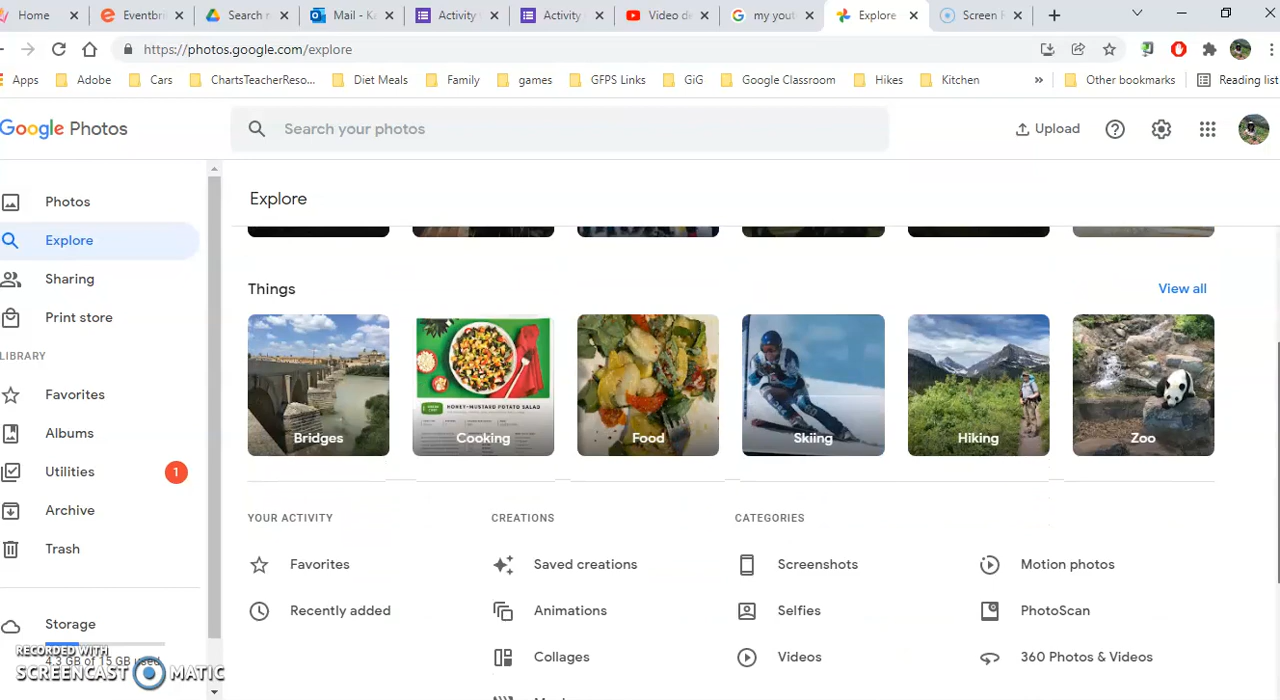 Home
Eventbri
Search r
Mail - Ka
Activity
Activity
Video de
my yout
Explore
Screen R
https://photos.google.com/explore
Apps
Adobe
Cars
ChartsTeacherReso...
Diet Meals
Family
games
GFPS Links
GiG
Google Classroom
Hikes
Kitchen
»
Other bookmarks
Reading list
Google Photos
Search your photos
Upload
Photos
Explore
Sharing
Print store
LIBRARY
Favorites
Albums
Utilities
1
Archive
Trash
Storage
4.3 GB of 15 GB used
RECORDED WITH
SCREENCAST MATIC
Explore
Things
View all
Bridges
HONEY-MUSTARD POTATO SALAD
Cooking
Food
Skiing
Hiking
Zoo
YOUR ACTIVITY
Favorites
Recently added
CREATIONS
Saved creations
Animations
Collages
CATEGORIES
Screenshots
Selfies
Videos
Motion photos
PhotoScan
360 Photos & Videos